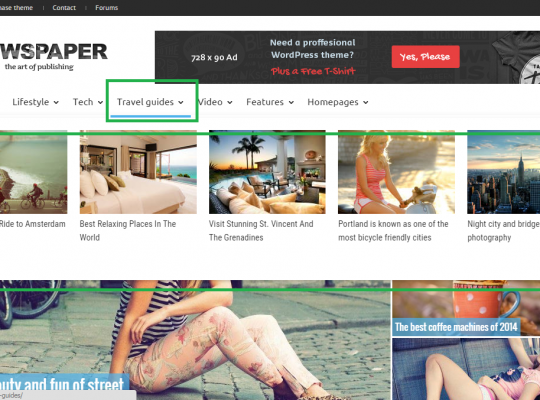 hase theme
Contact
Forums
WSPAPER
the art of publishing
728 x 90 Ad
Need a proffesional
WordPress theme?
Plus a Free T-Shirt
Yes, Please
Lifestyle
Tech
Travel guides
Video
Features
Homepages
Ride to Amsterdam
Best Relaxing Places In The
World
Visit Stunning St. Vincent And
The Grenadines
Portland is known as one of the
most bicycle friendly cities
Night city and bridge
photography
The best coffee machines of 2014
uty and fun of street
-guides/